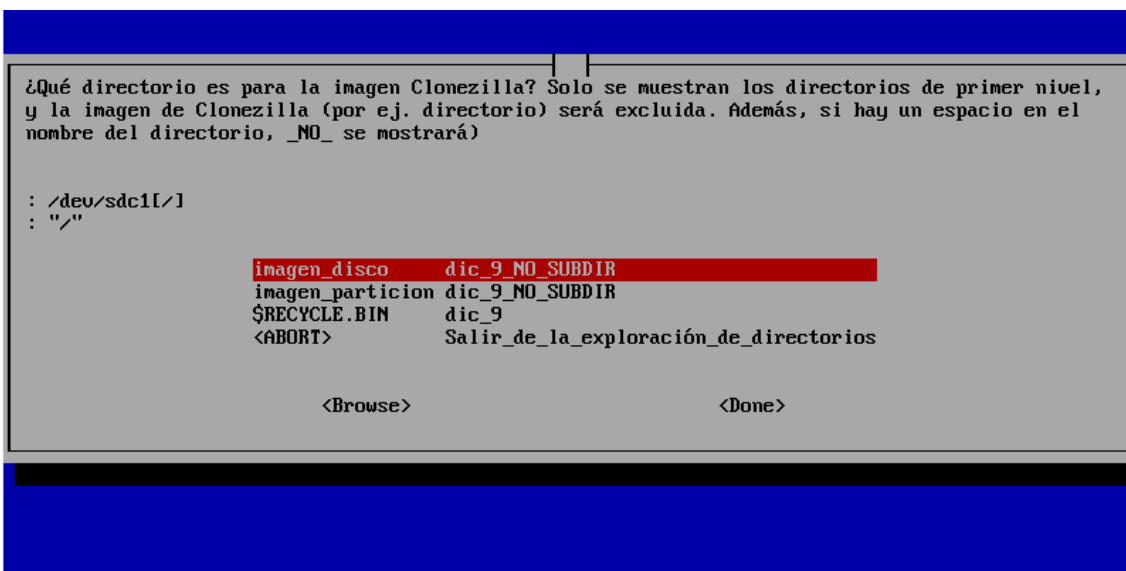 ¿Qué directorio es para la imagen Clonezilla? Solo se muestran los directorios de primer nivel,
y la imagen de Clonezilla (por ej. directorio) será excluida. Además, si hay un espacio en el
nombre del directorio, _NO_ se mostrará)
: /dev/sdc1[/]
: "/"
imagen_disco dic_9_NO_SUBDIR
imagen_particion dic_9_NO_SUBDIR
$RECYCLE.BIN dic_9
<ABORT> Salir_de_la_exploración_de_directorios
<Browse> <Done>